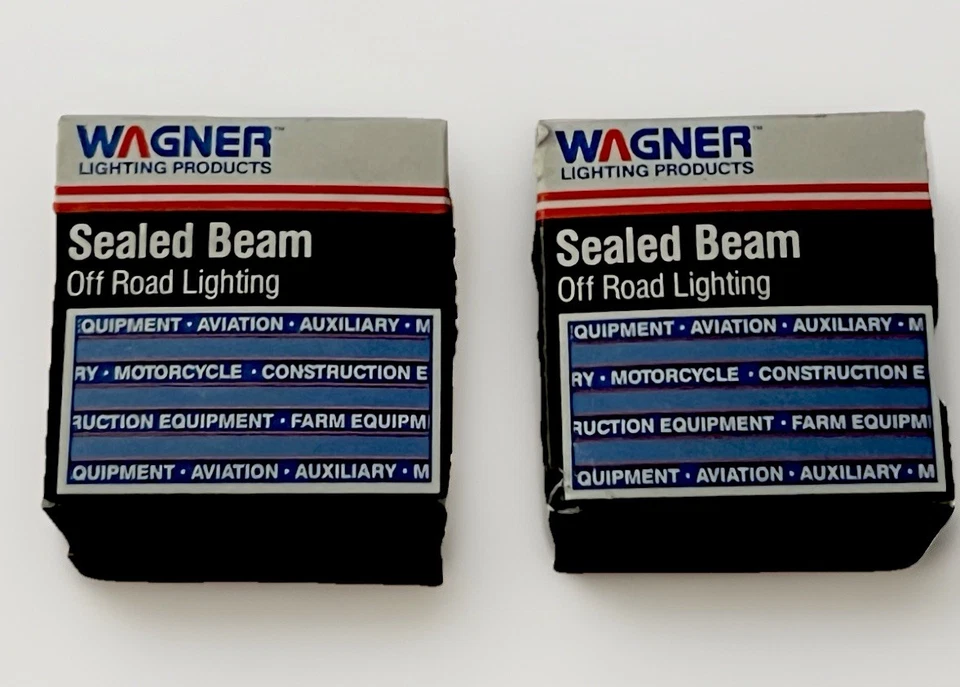 WAGNER™
LIGHTING PRODUCTS
Sealed Beam
Off Road Lighting
QUIPMENT • AVIATION • AUXILIARY • M
RY • MOTORCYCLE • CONSTRUCTION E
RUCTION EQUIPMENT • FARM EQUIPM
QUIPMENT • AVIATION • AUXILIARY • M
WAGNER™
LIGHTING PRODUCTS
Sealed Beam
Off Road Lighting
QUIPMENT • AVIATION • AUXILIARY • M
RY • MOTORCYCLE • CONSTRUCTION E
RUCTION EQUIPMENT • FARM EQUIPM
QUIPMENT • AVIATION • AUXILIARY • M